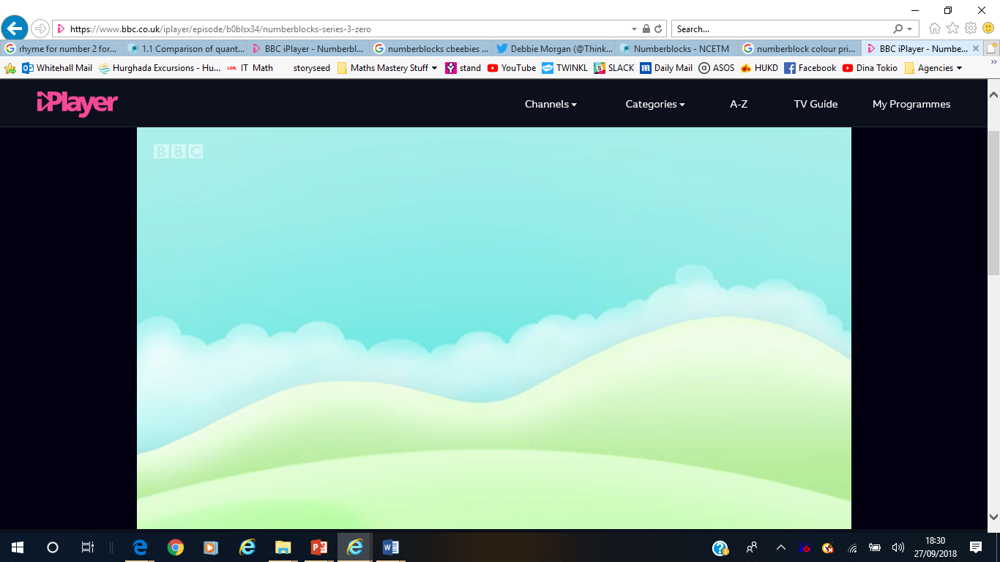 https://www.bbc.co.uk/iplayer/episode/b0blsx34/numberblocks-series-3-zero
Search...
rhyme for number 2 for...
1.1 Comparison of quant...
BBC iPlayer - Numberbl...
numberblocks cbeebies ...
Debbie Morgan (@Think...
Numberblocks - NCETM
numberblock colour pri...
BBC iPlayer - Numbe...
Whitehall Mail
Hurghada Excursions - Hu...
LGfL IT Math
storyseed
Maths Mastery Stuff
stand
YouTube
TWINKL
SLACK
Daily Mail
ASOS
HUKD
Facebook
Dina Tokio
Agencies
iPlayer
Channels
Categories
A-Z
TV Guide
My Programmes
BBC
18:30
27/09/2018